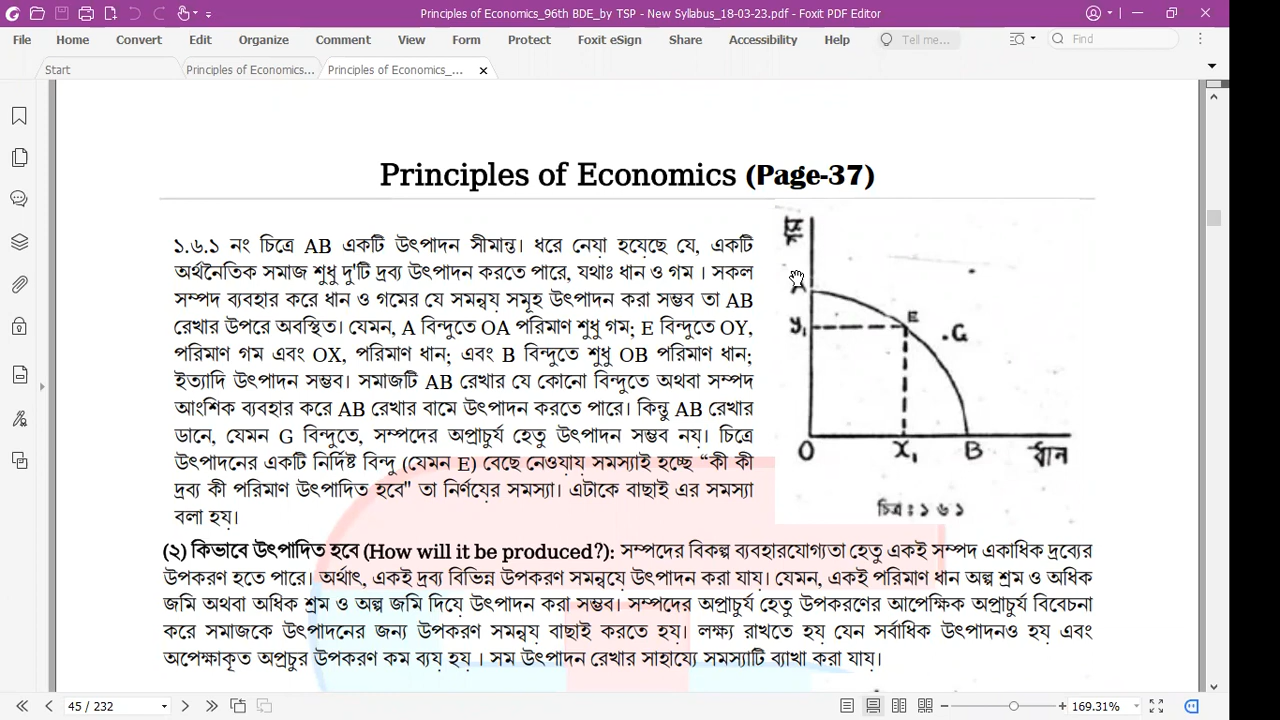 Principles of Economics_96th BDE_by TSP - New Syllabus_18-03-23.pdf - Foxit PDF Editor
File Home Convert Edit Organize Comment View Form Protect Foxit eSign Share Accessibility Help Tell me... Find
Start Principles of Economics... Principles of Economics_...
Principles of Economics (Page-37)
১.৬.১ নং চিত্রে AB একটি উৎপাদন সীমান্ত। ধরে নেযা হযেছে যে, একটি
অর্থনৈতিক সমাজ শুধু দু'টি দ্রব্য উৎপাদন করতে পারে, যথাঃ ধান ও গম । সকল
সম্পদ ব্যবহার করে ধান ও গমের যে সমন্বয সমূহ উৎপাদন করা সম্ভব তা AB
রেখার উপরে অবস্থিত। যেমন, A বিন্দুতে OA পরিমাণ শুধু গম; E বিন্দুতে OY,
পরিমাণ গম এবং OX, পরিমাণ ধান; এবং B বিন্দুতে শুধু OB পরিমাণ ধান;
ইত্যাদি উৎপাদন সম্ভব। সমাজটি AB রেখার যে কোনো বিন্দুতে অথবা সম্পদ
আংশিক ব্যবহার করে AB রেখার বামে উৎপাদন করতে পারে। কিন্তু AB রেখার
ডানে, যেমন G বিন্দুতে, সম্পদের অপ্রাচুর্য হেতু উৎপাদন সম্ভব নয়। চিত্রে
উৎপাদনের একটি নির্দিষ্ট বিন্দু (যেমন E) বেছে নেওযায সমস্যাই হচ্ছে “কী কী
দ্রব্য কী পরিমাণ উৎপাদিত হবে" তা নির্ণযের সমস্যা। এটাকে বাছাই এর সমস্যা
বলা হয়।
গম
A
E
Y₁
G
O X₁ B ধান
চিত্র : ১ ৬ ১
(২) কিভাবে উৎপাদিত হবে (How will it be produced?): সম্পদের বিকল্প ব্যবহারযোগ্যতা হেতু একই সম্পদ একাধিক দ্রব্যের
উপকরণ হতে পারে। অর্থাৎ, একই দ্রব্য বিভিন্ন উপকরণ সমন্বযে উৎপাদন করা যায। যেমন, একই পরিমাণ ধান অল্প শ্রম ও অধিক
জমি অথবা অধিক শ্রম ও অল্প জমি দিযে উৎপাদন করা সম্ভব। সম্পদের অপ্রাচুর্য হেতু উপকরণের আপেক্ষিক অপ্রাচুর্য বিবেচনা
করে সমাজকে উৎপাদনের জন্য উপকরণ সমন্বয বাছাই করতে হয়। লক্ষ্য রাখতে হয় যেন সর্বাধিক উৎপাদনও হয় এবং
অপেক্ষাকৃত অপ্রচুর উপকরণ কম ব্যয হয় । সম উৎপাদন রেখার সাহায্যে সমস্যাটি ব্যাখা করা যায়।
45 / 232 169.31%